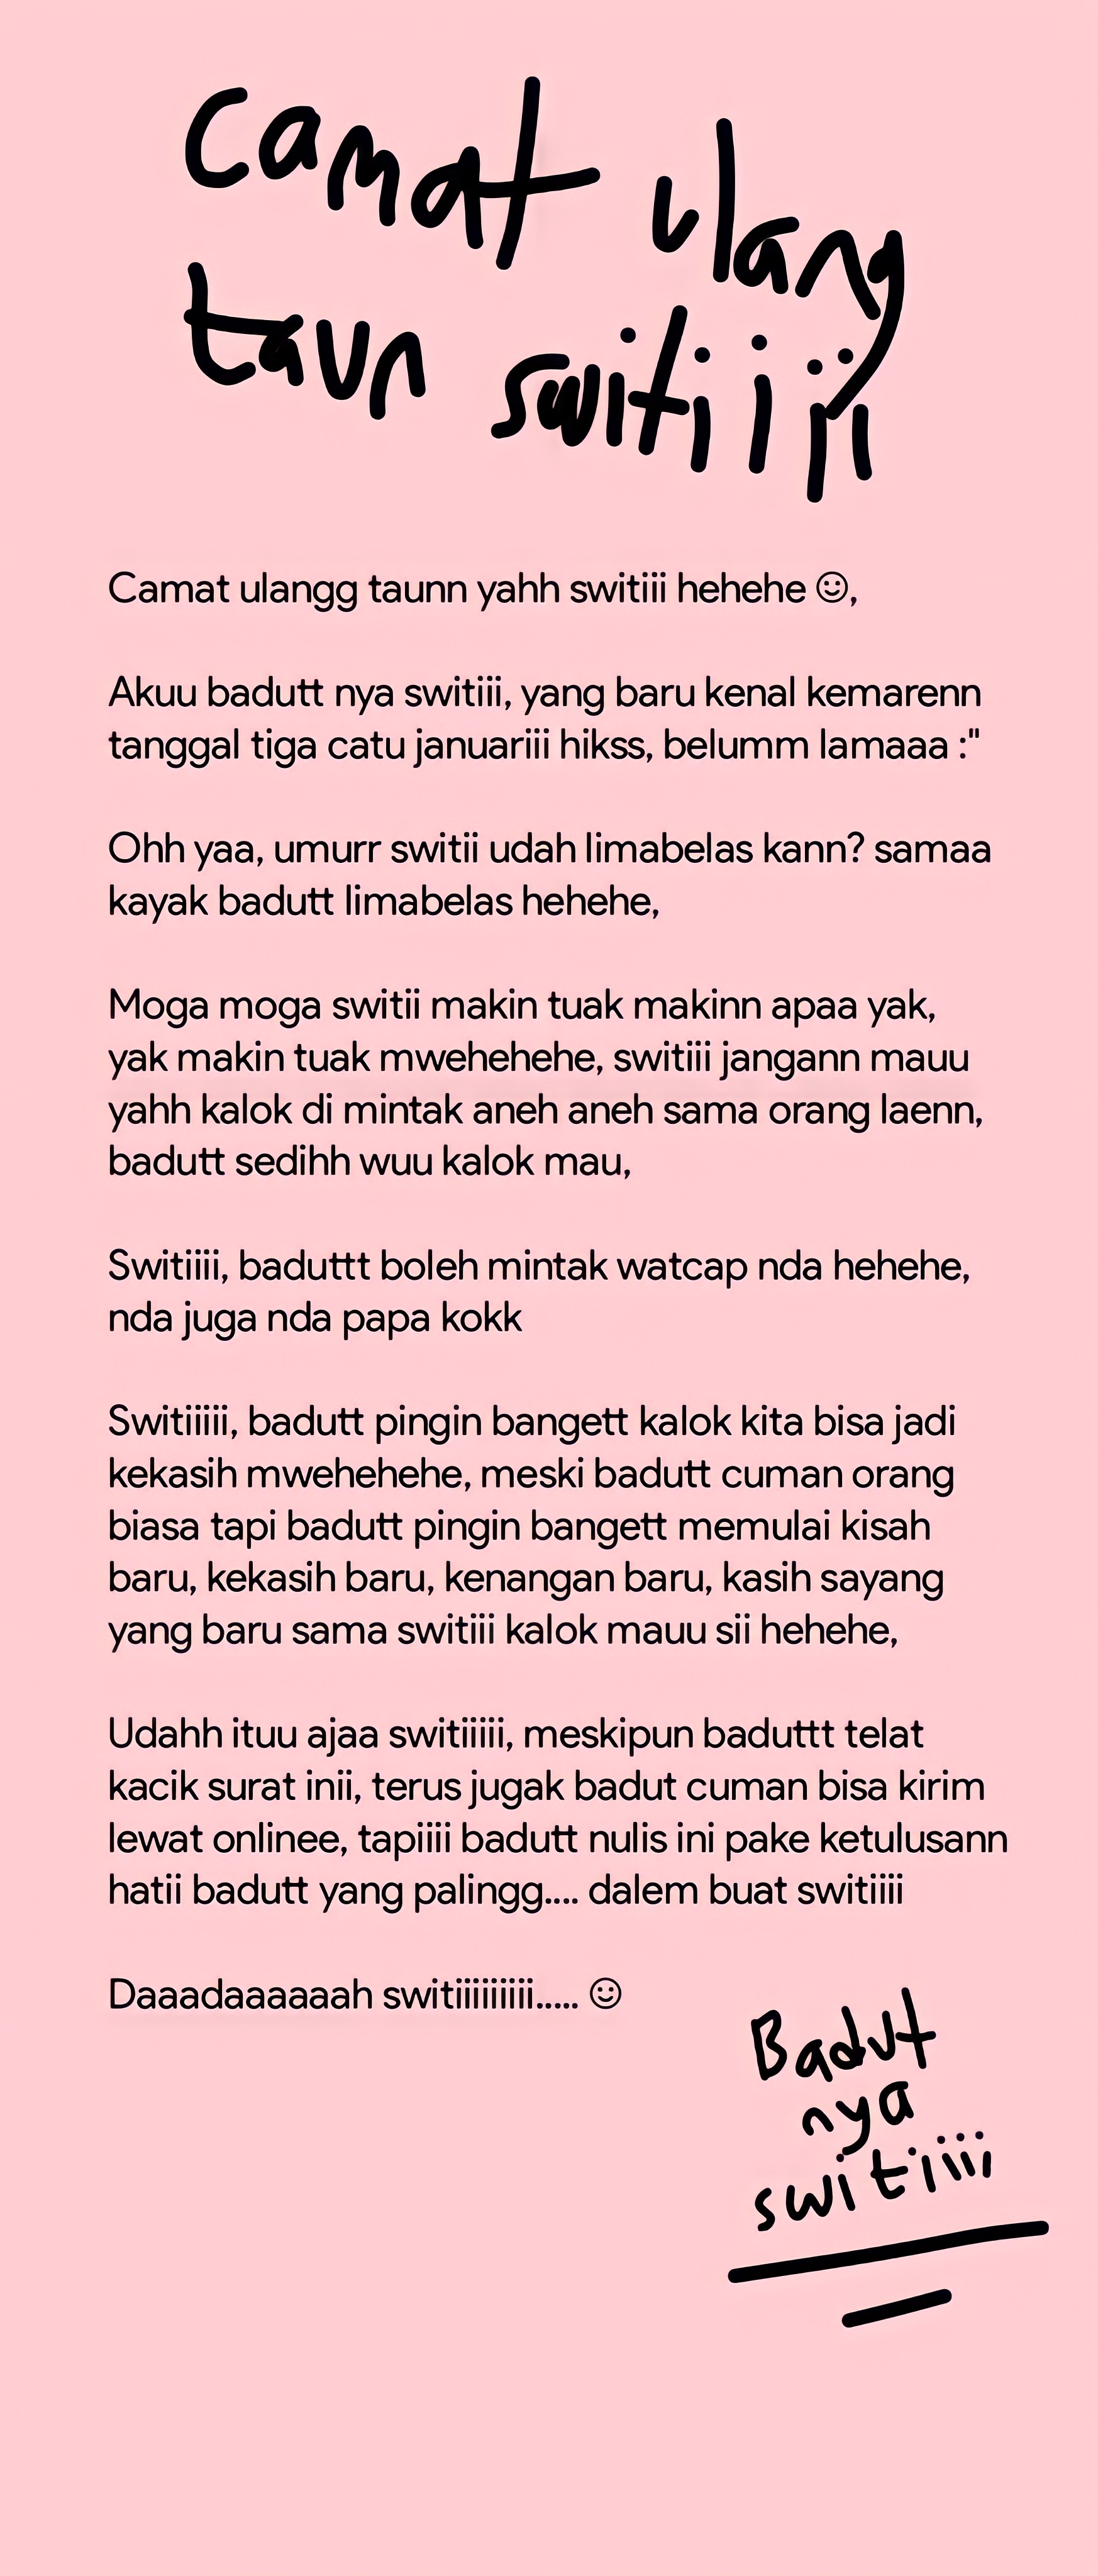 camat ulang
taun switiiii
Camat ulangg taunn yahh switiii hehehe ☺,
Akuu badutt nya switiii, yang baru kenal kemarenn
tanggal tiga catu januariii hikss, belumm lamaaa :"
Ohh yaa, umurr switii udah limabelas kann? samaa
kayak badutt limabelas hehehe,
Moga moga switii makin tuak makinn apaa yak,
yak makin tuak mwehehehe, switiii jangann mauu
yahh kalok di mintak aneh aneh sama orang laenn,
badutt sedihh wuu kalok mau,
Switiiii, baduttt boleh mintak watcap nda hehehe,
nda juga nda papa kokk
Switiiiii, badutt pingin bangett kalok kita bisa jadi
kekasih mwehehehe, meski badutt cuman orang
biasa tapi badutt pingin bangett memulai kisah
baru, kekasih baru, kenangan baru, kasih sayang
yang baru sama switiii kalok mauu sii hehehe,
Udahh ituu ajaa switiiiii, meskipun baduttt telat
kacik surat inii, terus jugak badut cuman bisa kirim
lewat onlinee, tapiiii badutt nulis ini pake ketulusann
hatii badutt yang palingg.... dalem buat switiiii
Daaadaaaaaah switiiiiiiiiii..... ☺
Badut
nya
switiiii